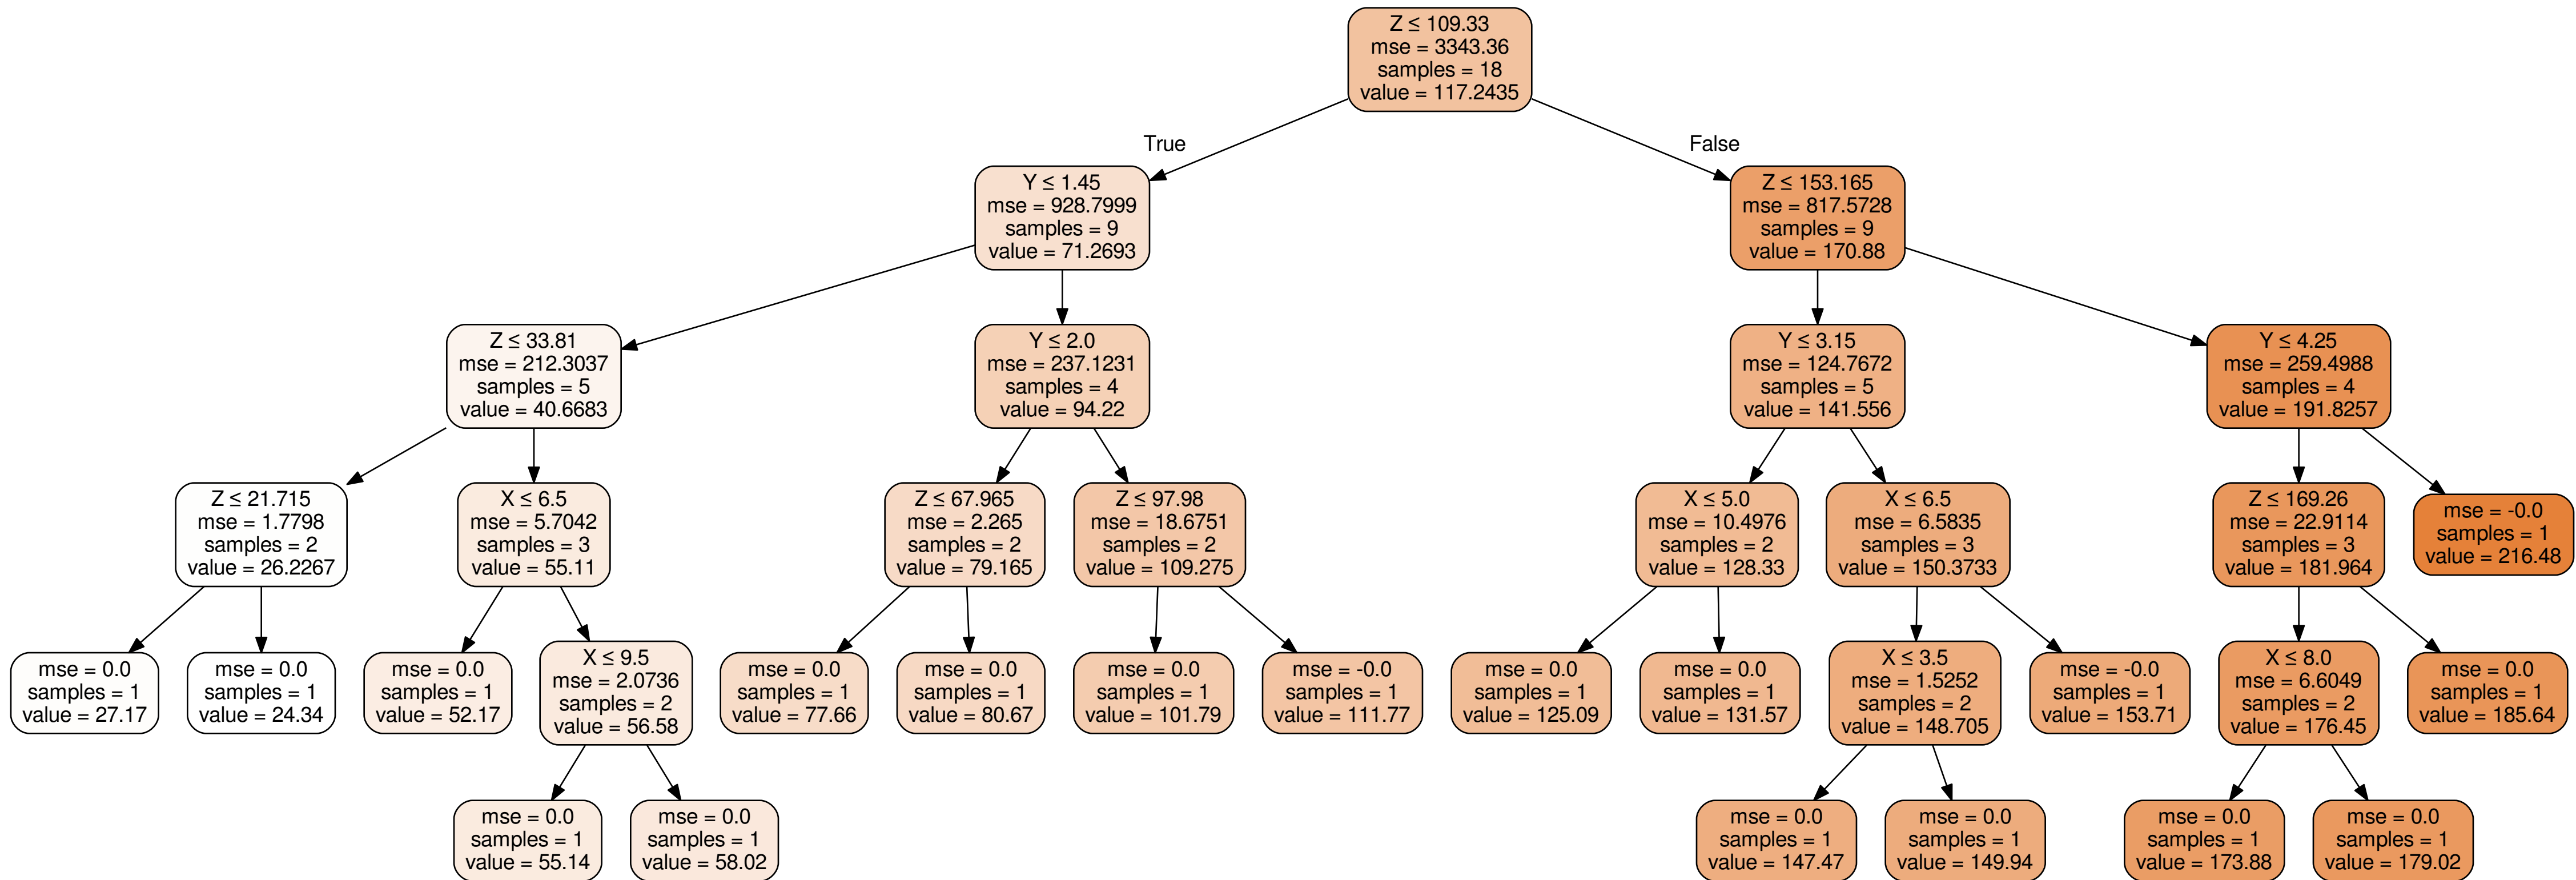 Z ≤ 109.33
mse = 3343.36
samples = 18
value = 117.2435
True
False
Y ≤ 1.45
mse = 928.7999
samples = 9
value = 71.2693
Z ≤ 153.165
mse = 817.5728
samples = 9
value = 170.88
Z ≤ 33.81
mse = 212.3037
samples = 5
value = 40.6683
Y ≤ 2.0
mse = 237.1231
samples = 4
value = 94.22
Y ≤ 3.15
mse = 124.7672
samples = 5
value = 141.556
Y ≤ 4.25
mse = 259.4988
samples = 4
value = 191.8257
Z ≤ 21.715
mse = 1.7798
samples = 2
value = 26.2267
X ≤ 6.5
mse = 5.7042
samples = 3
value = 55.11
Z ≤ 67.965
mse = 2.265
samples = 2
value = 79.165
Z ≤ 97.98
mse = 18.6751
samples = 2
value = 109.275
X ≤ 5.0
mse = 10.4976
samples = 2
value = 128.33
X ≤ 6.5
mse = 6.5835
samples = 3
value = 150.3733
Z ≤ 169.26
mse = 22.9114
samples = 3
value = 181.964
mse = -0.0
samples = 1
value = 216.48
mse = 0.0
samples = 1
value = 27.17
mse = 0.0
samples = 1
value = 24.34
mse = 0.0
samples = 1
value = 52.17
X ≤ 9.5
mse = 2.0736
samples = 2
value = 56.58
mse = 0.0
samples = 1
value = 77.66
mse = 0.0
samples = 1
value = 80.67
mse = 0.0
samples = 1
value = 101.79
mse = -0.0
samples = 1
value = 111.77
mse = 0.0
samples = 1
value = 125.09
mse = 0.0
samples = 1
value = 131.57
X ≤ 3.5
mse = 1.5252
samples = 2
value = 148.705
mse = -0.0
samples = 1
value = 153.71
X ≤ 8.0
mse = 6.6049
samples = 2
value = 176.45
mse = 0.0
samples = 1
value = 185.64
mse = 0.0
samples = 1
value = 55.14
mse = 0.0
samples = 1
value = 58.02
mse = 0.0
samples = 1
value = 147.47
mse = 0.0
samples = 1
value = 149.94
mse = 0.0
samples = 1
value = 173.88
mse = 0.0
samples = 1
value = 179.02